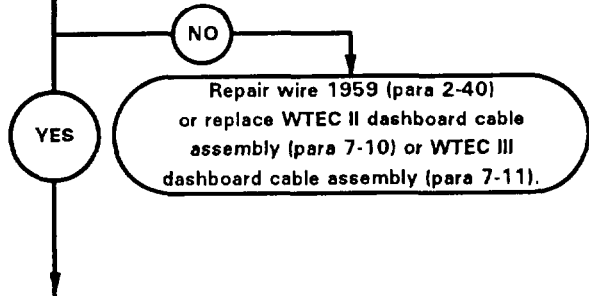 NO
YES
Repair wire 1959 (para 2-40)
or replace WTEC II dashboard cable
assembly (para 7-10) or WTEC III
dashboard cable assembly (para 7-11).